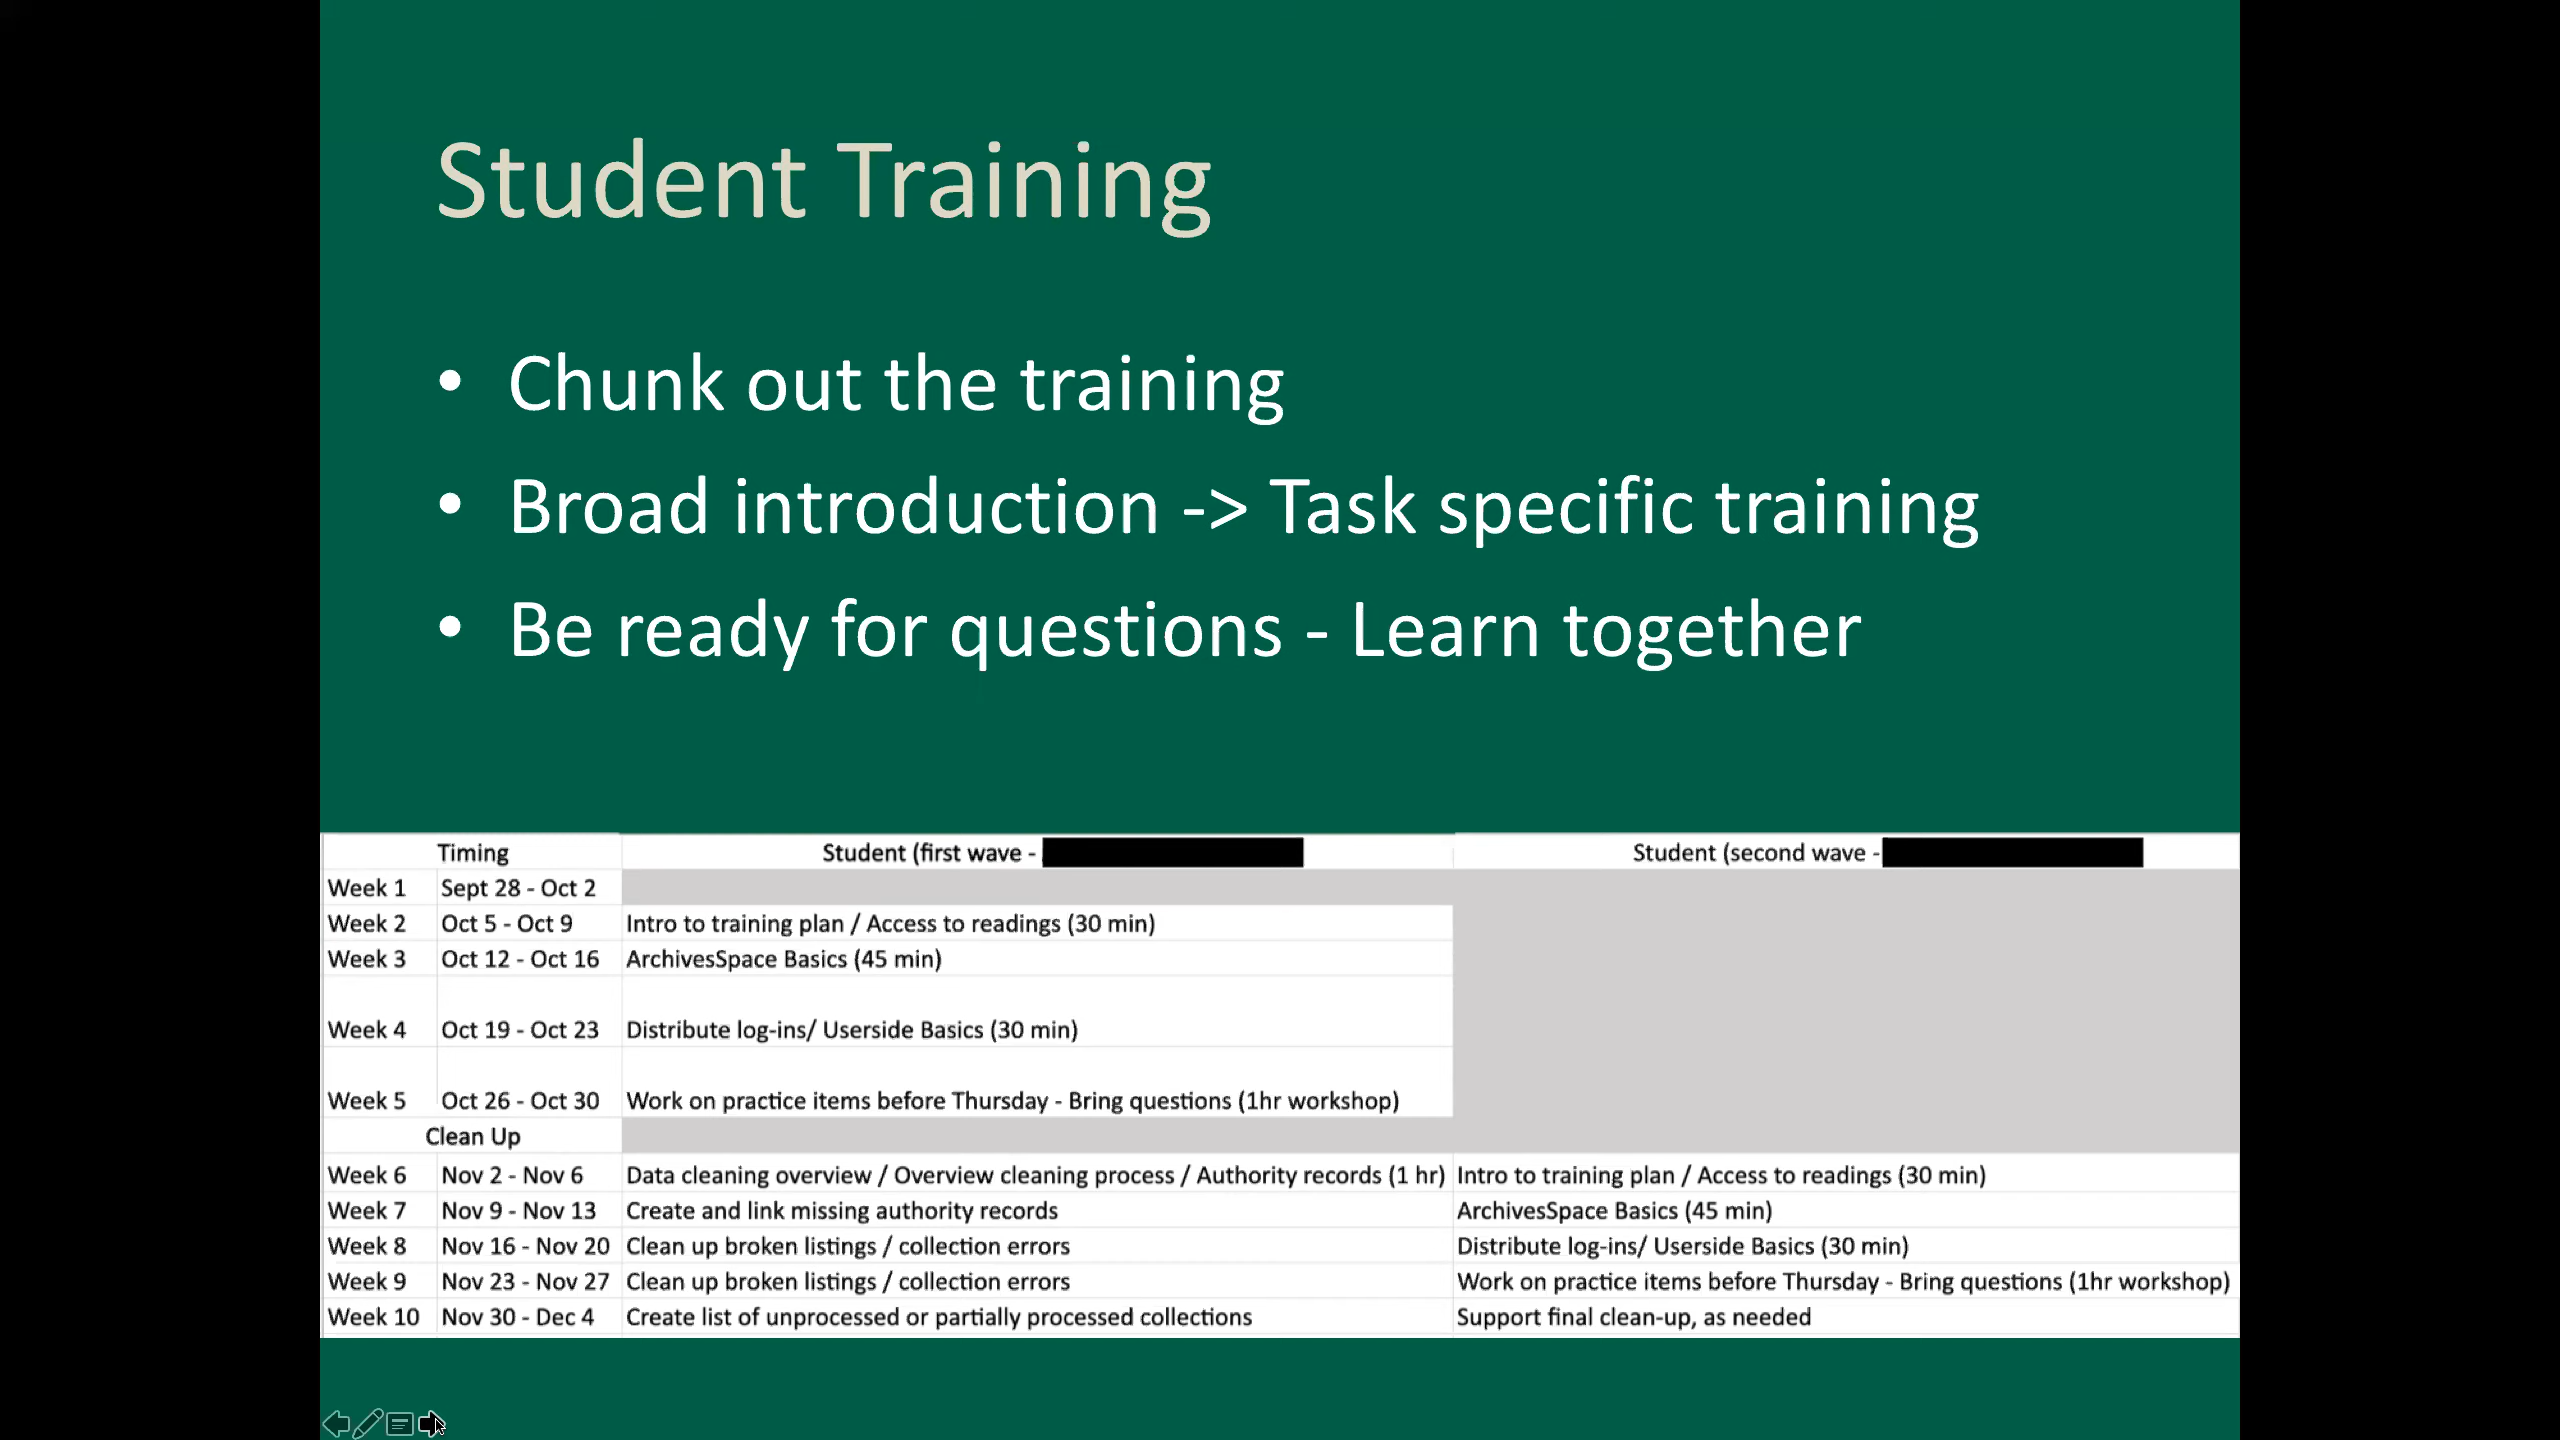 Student Training
• Chunk out the training
• Broad introduction -> Task specific training
• Be ready for questions - Learn together
Timing Student (first wave - Student (second wave -
Week 1 Sept 28 - Oct 2
Week 2 Oct 5 - Oct 9 Intro to training plan / Access to readings (30 min)
Week 3 Oct 12 - Oct 16 ArchivesSpace Basics (45 min)
Week 4 Oct 19 - Oct 23 Distribute log-ins/ Userside Basics (30 min)
Week 5 Oct 26 - Oct 30 Work on practice items before Thursday - Bring questions (1hr workshop)
Clean Up
Week 6 Nov 2 - Nov 6 Data cleaning overview / Overview cleaning process / Authority records (1 hr) Intro to training plan / Access to readings (30 min)
Week 7 Nov 9 - Nov 13 Create and link missing authority records ArchivesSpace Basics (45 min)
Week 8 Nov 16 - Nov 20 Clean up broken listings / collection errors Distribute log-ins/ Userside Basics (30 min)
Week 9 Nov 23 - Nov 27 Clean up broken listings / collection errors Work on practice items before Thursday - Bring questions (1hr workshop)
Week 10 Nov 30 - Dec 4 Create list of unprocessed or partially processed collections Support final clean-up, as needed